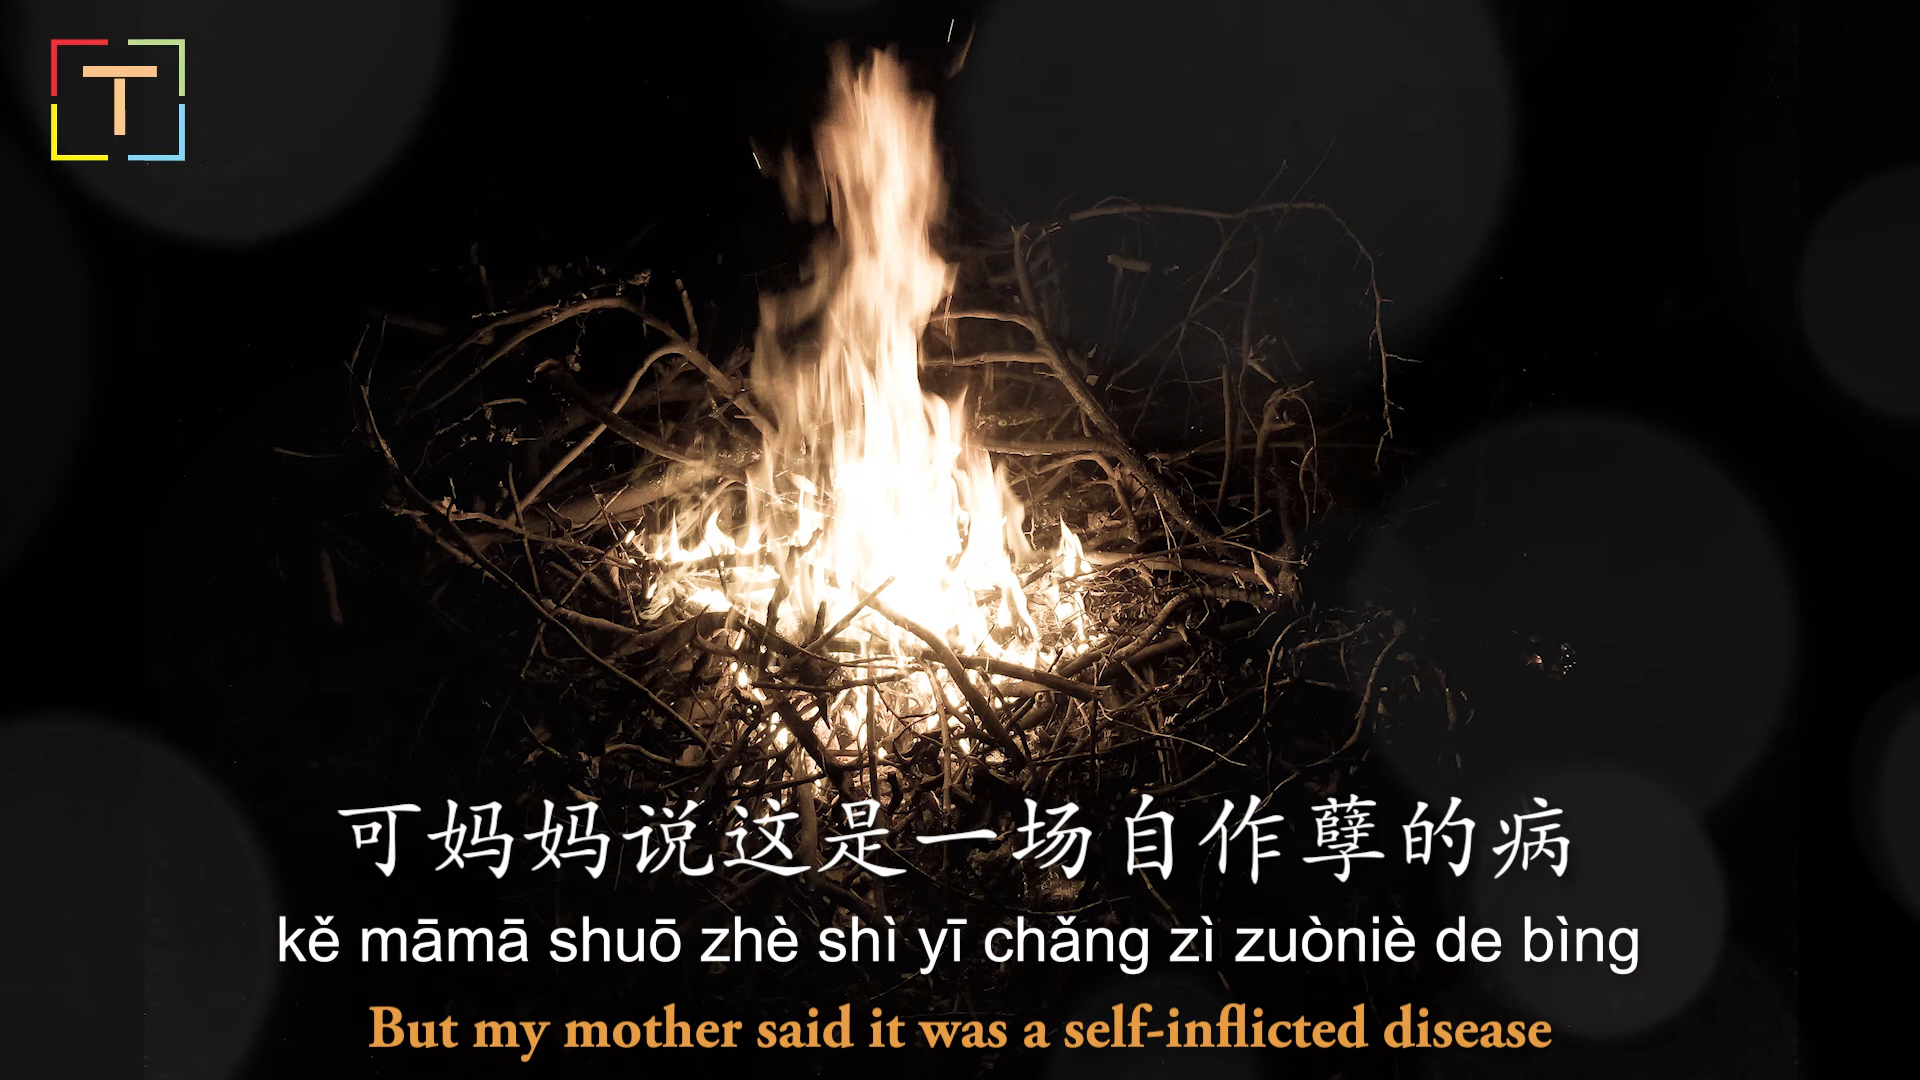 T
可妈妈说这是一场自作孽的病
kě māmā shuō zhè shì yī chǎng zì zuòniè de bìng
But my mother said it was a self-inflicted disease